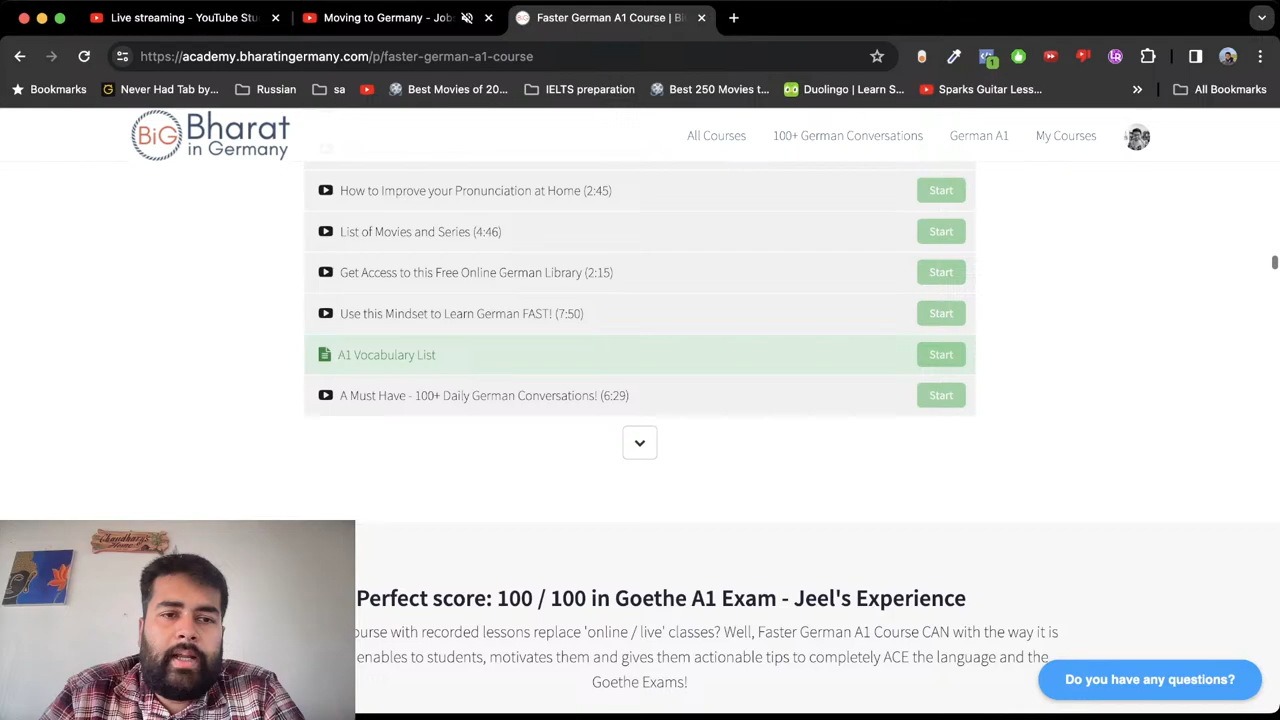 Live streaming - YouTube Stu
Moving to Germany - Job
Faster German A1 Course | Bi
https://academy.bharatingermany.com/p/faster-german-a1-course
1
Bookmarks
Never Had Tab by...
Russian
sa
Best Movies of 20...
IELTS preparation
Best 250 Movies t...
Duolingo | Learn S...
Sparks Guitar Less...
All Bookmarks
BiG Bharat
in Germany
All Courses
100+ German Conversations
German A1
My Courses
How to Improve your Pronunciation at Home (2:45)
Start
List of Movies and Series (4:46)
Start
Get Access to this Free Online German Library (2:15)
Start
Use this Mindset to Learn German FAST! (7:50)
Start
A1 Vocabulary List
Start
A Must Have - 100+ Daily German Conversations! (6:29)
Start
Chaudhary's
Perfect score: 100 / 100 in Goethe A1 Exam - Jeel's Experience
ourse with recorded lessons replace 'online / live' classes? Well, Faster German A1 Course CAN with the way it is
enables to students, motivates them and gives them actionable tips to completely ACE the language and the
Goethe Exams!
Do you have any questions?